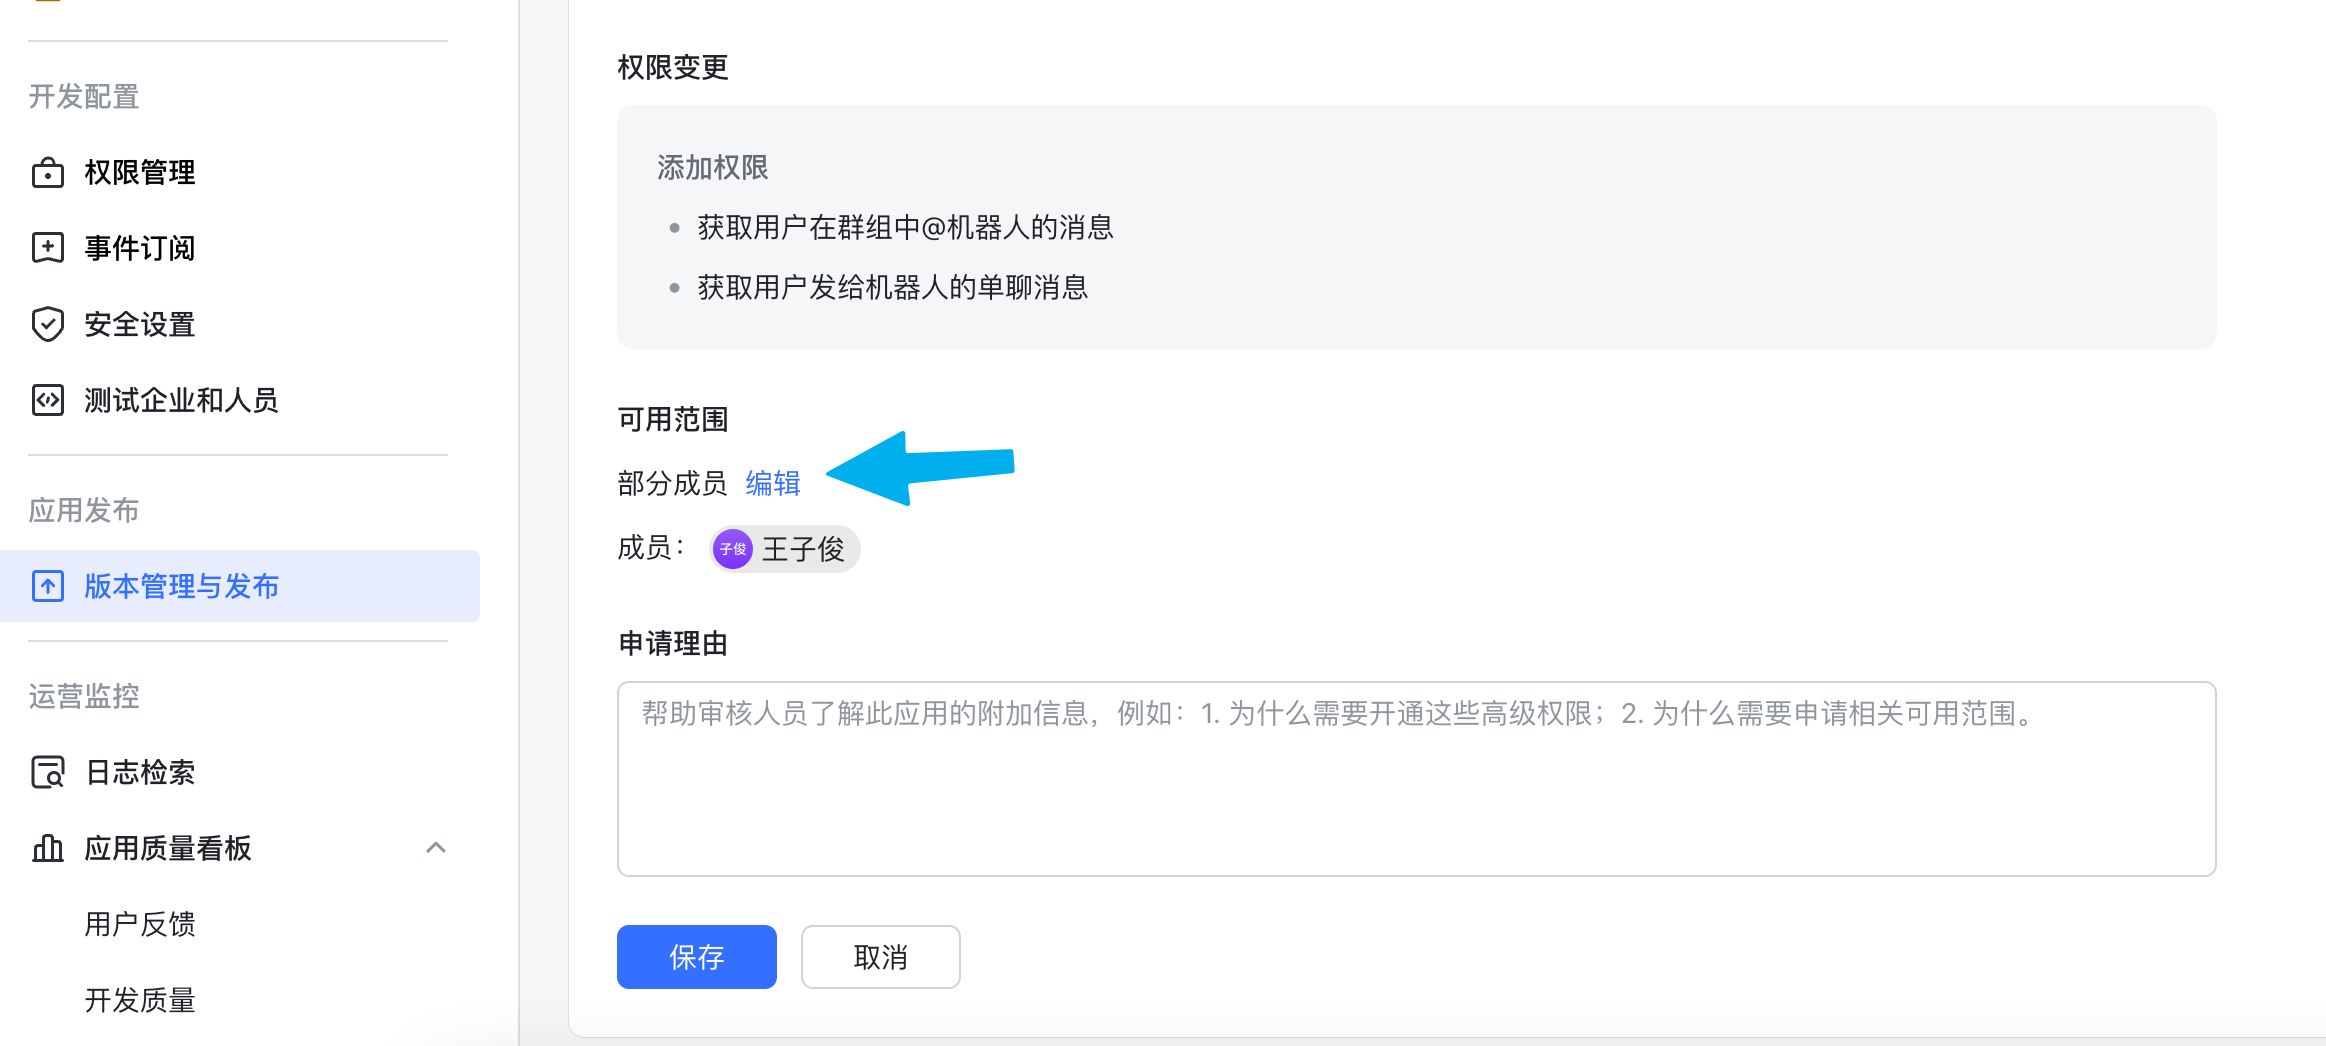 开发配置
权限管理
事件订阅
安全设置
测试企业和人员
应用发布
版本管理与发布
运营监控
日志检索
应用质量看板
用户反馈
开发质量
权限变更
添加权限
获取用户在群组中@机器人的消息
获取用户发给机器人的单聊消息
可用范围
部分成员 编辑
成员： 子俊 王子俊
申请理由
帮助审核人员了解此应用的附加信息，例如：1. 为什么需要开通这些高级权限；2. 为什么需要申请相关可用范围。
保存 取消